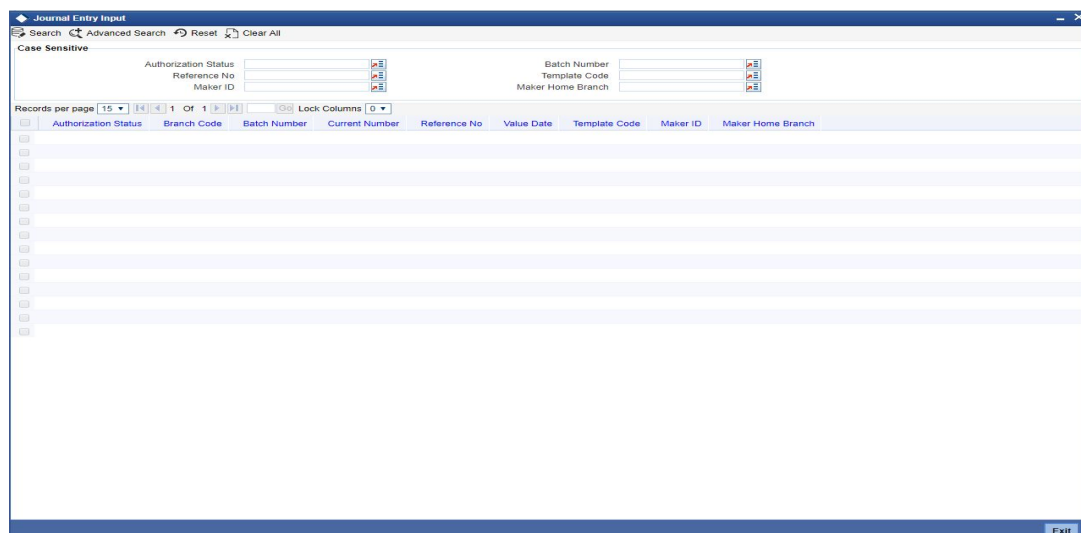 Journal Entry Input
Search Advanced Search Reset Clear All
Case Sensitive
Authorization Status Batch Number
Reference No Template Code
Maker ID Maker Home Branch
Records per page 15 1 Of 1 Go Lock Columns 0
Authorization Status Branch Code Batch Number Current Number Reference No Value Date Template Code Maker ID Maker Home Branch
Exit